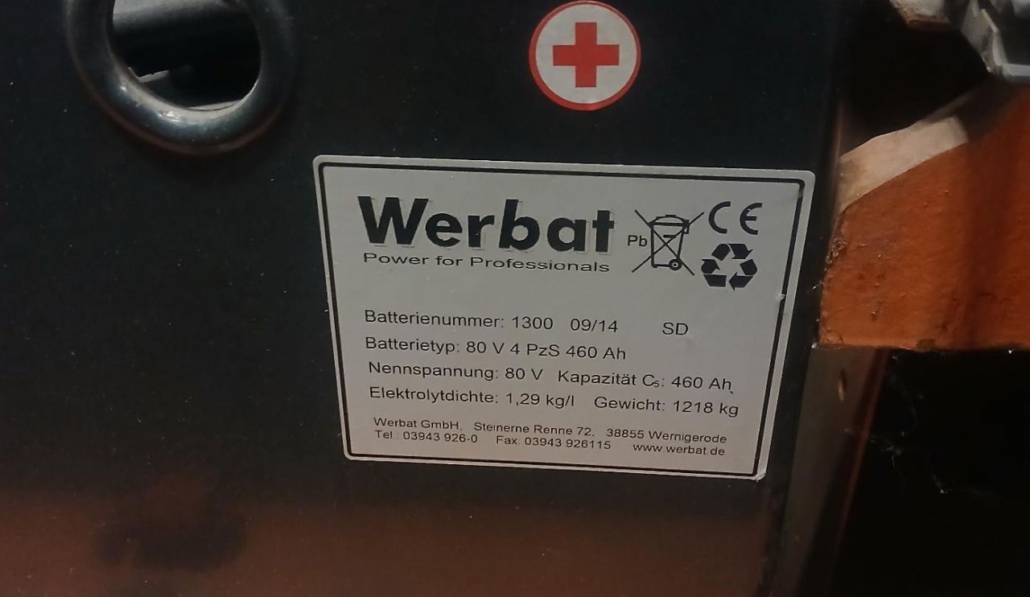 Werbat
Power for Professionals
Pb
CE
Batterienummer: 1300 09/14 SD
Batterietyp: 80 V 4 PzS 460 Ah
Nennspannung: 80 V Kapazität C₅: 460 Ah
Elektrolytdichte: 1,29 kg/l Gewicht: 1218 kg
Werbat GmbH, Steinerne Renne 72, 38855 Wernigerode
Tel. 03943 926-0 Fax. 03943 926115 www.werbat.de